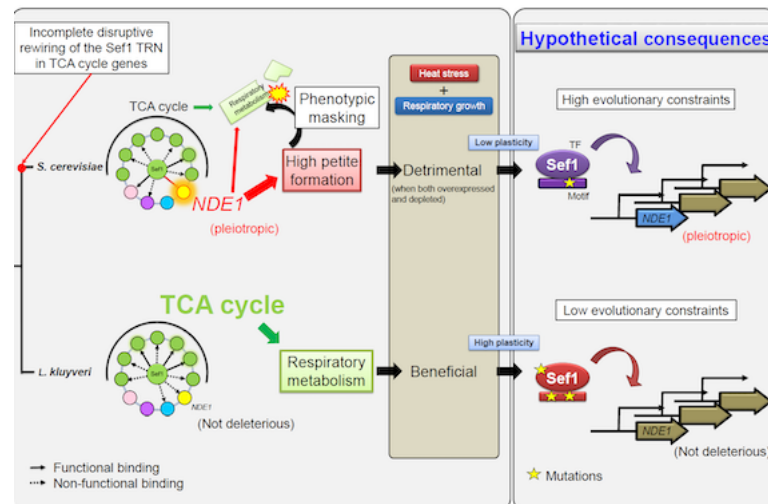 Incomplete disruptive
rewiring of the Sef1 TRN
in TCA cycle genes
Hypothetical consequences
TCA cycle
Respiratory
metabolism
Phenotypic
masking
Heat stress
+
Respiratory growth
High evolutionary constraints
S. cerevisiae
Sef1
NDE1
(pleiotropic)
High petite
formation
Detrimental
(when both overexpressed
and depleted)
Low plasticity
TF
Sef1
Motif
NDE1
(pleiotropic)
TCA cycle
Low evolutionary constraints
L. kluyveri
Sef1
NDE1
(Not deleterious)
Respiratory
metabolism
Beneficial
High plasticity
Sef1
NDE1
(Not deleterious)
Functional binding
Non-functional binding
Mutations